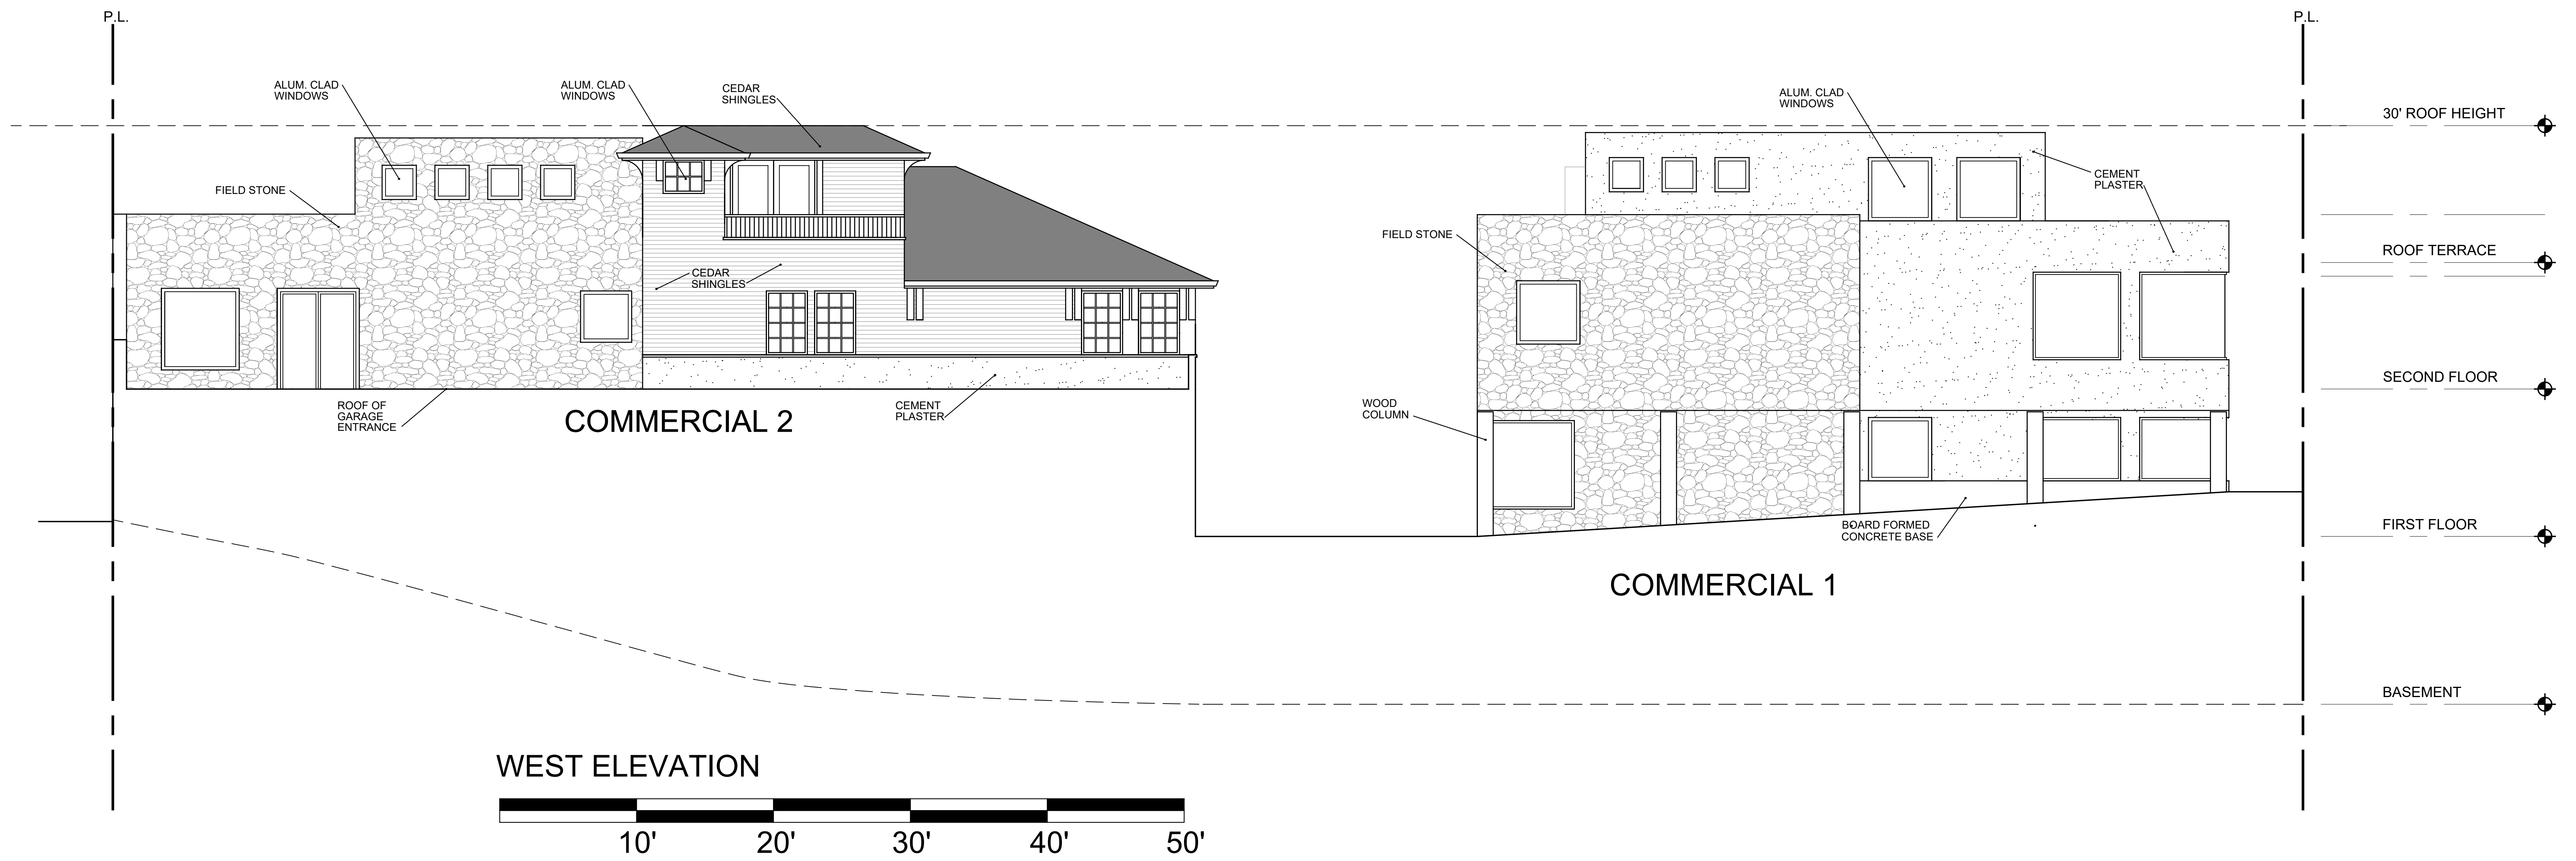 P.L.
P.L.
ALUM. CLAD
WINDOWS
ALUM. CLAD
WINDOWS
CEDAR
SHINGLES
ALUM. CLAD
WINDOWS
30' ROOF HEIGHT
FIELD STONE
CEMENT
PLASTER
FIELD STONE
ROOF TERRACE
CEDAR
SHINGLES
SECOND FLOOR
ROOF OF
GARAGE
ENTRANCE
COMMERCIAL 2
CEMENT
PLASTER
WOOD
COLUMN
BOARD FORMED
CONCRETE BASE
FIRST FLOOR
COMMERCIAL 1
BASEMENT
WEST ELEVATION
10' 20' 30' 40' 50'